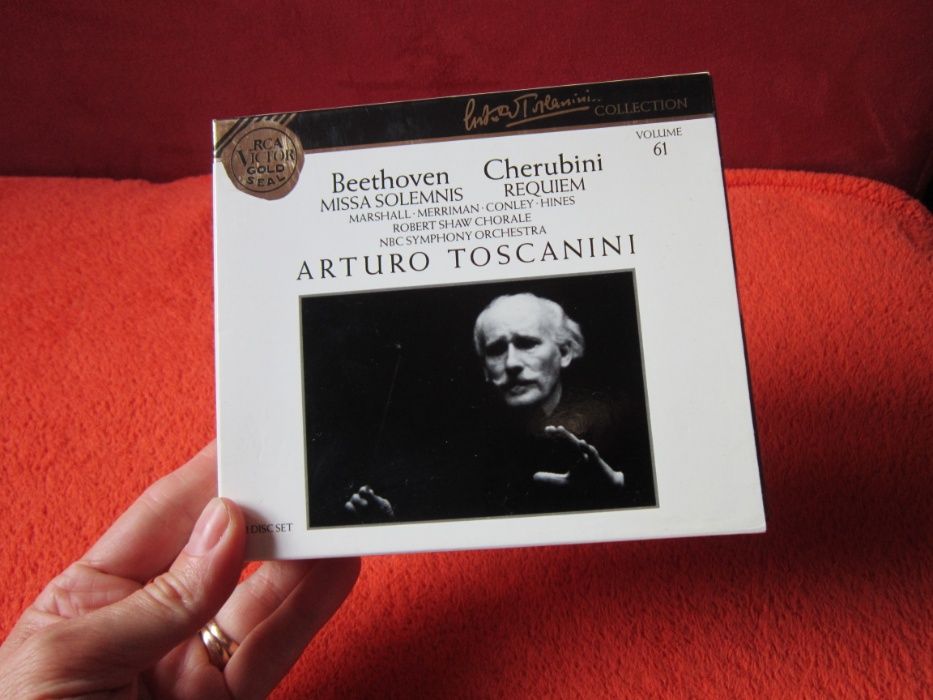 Arturo Toscanini
COLLECTION
RCA
VICTOR
GOLD
SEAL
VOLUME
61
Beethoven
MISSA SOLEMNIS
Cherubini
REQUIEM
MARSHALL · MERRIMAN · CONLEY · HINES
ROBERT SHAW CHORALE
NBC SYMPHONY ORCHESTRA
ARTURO TOSCANINI
DISC SET